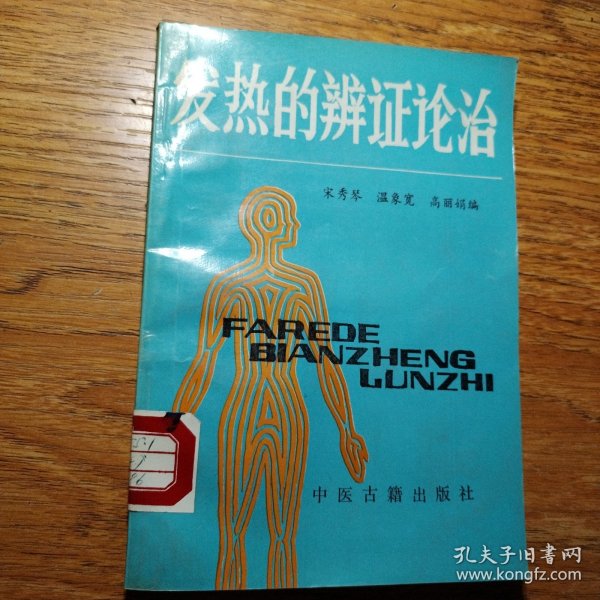 发热的辨证论治
宋秀琴 温象宽 高丽娟编
FAREDE
BIANZHENG
LUNZHI
中医古籍出版社
孔夫子旧书网
www.kongfz.com